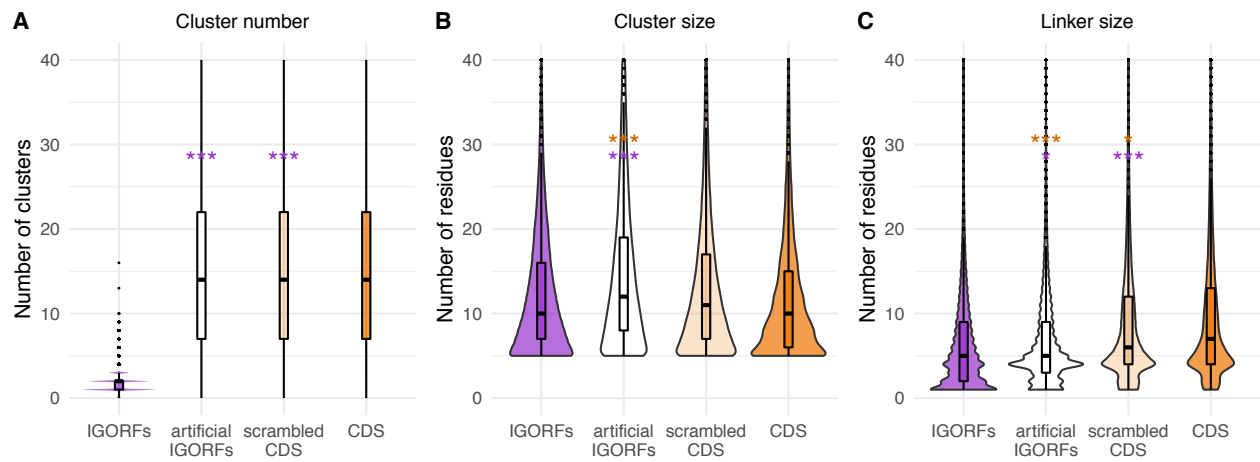 A
Cluster number
Number of clusters
40
30
20
10
0
***
***
IGORFs
artificial
IGORFs
scrambled
CDS
CDS
B
Cluster size
Number of residues
40
30
20
10
0
***
***
IGORFs
artificial
IGORFs
scrambled
CDS
CDS
C
Linker size
Number of residues
40
30
20
10
0
***
*
*
***
IGORFs
artificial
IGORFs
scrambled
CDS
CDS